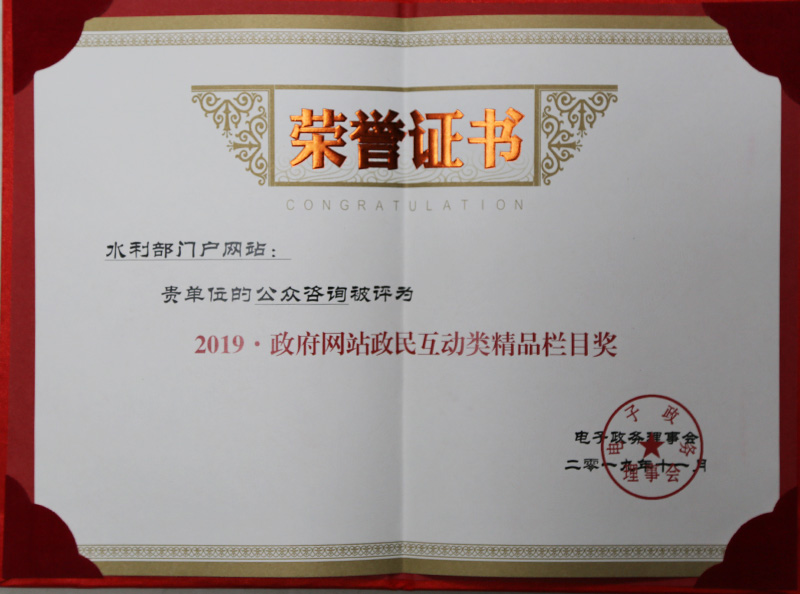 荣誉证书
CONGRATULATION
水利部门户网站：
贵单位的公众咨询被评为
2019·政府网站政民互动类精品栏目奖
电子政务理事会
二零一九年十一月
电子政务理事会